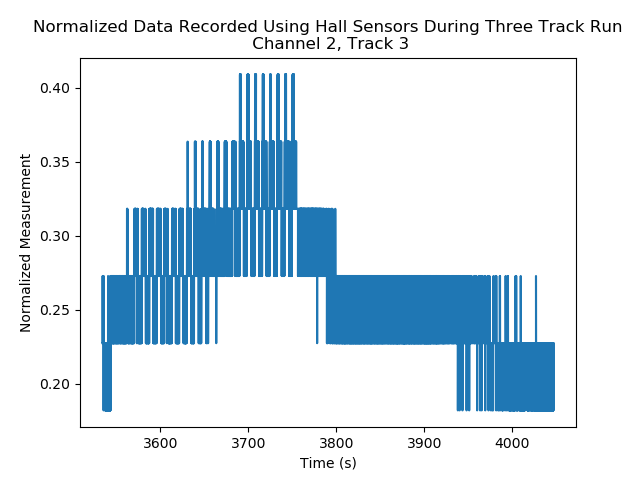 Normalized Data Recorded Using Hall Sensors During Three Track Run
Channel 2, Track 3
0.40
0.35
0.30
0.25
0.20
Normalized Measurement
3600 3700 3800 3900 4000
Time (s)